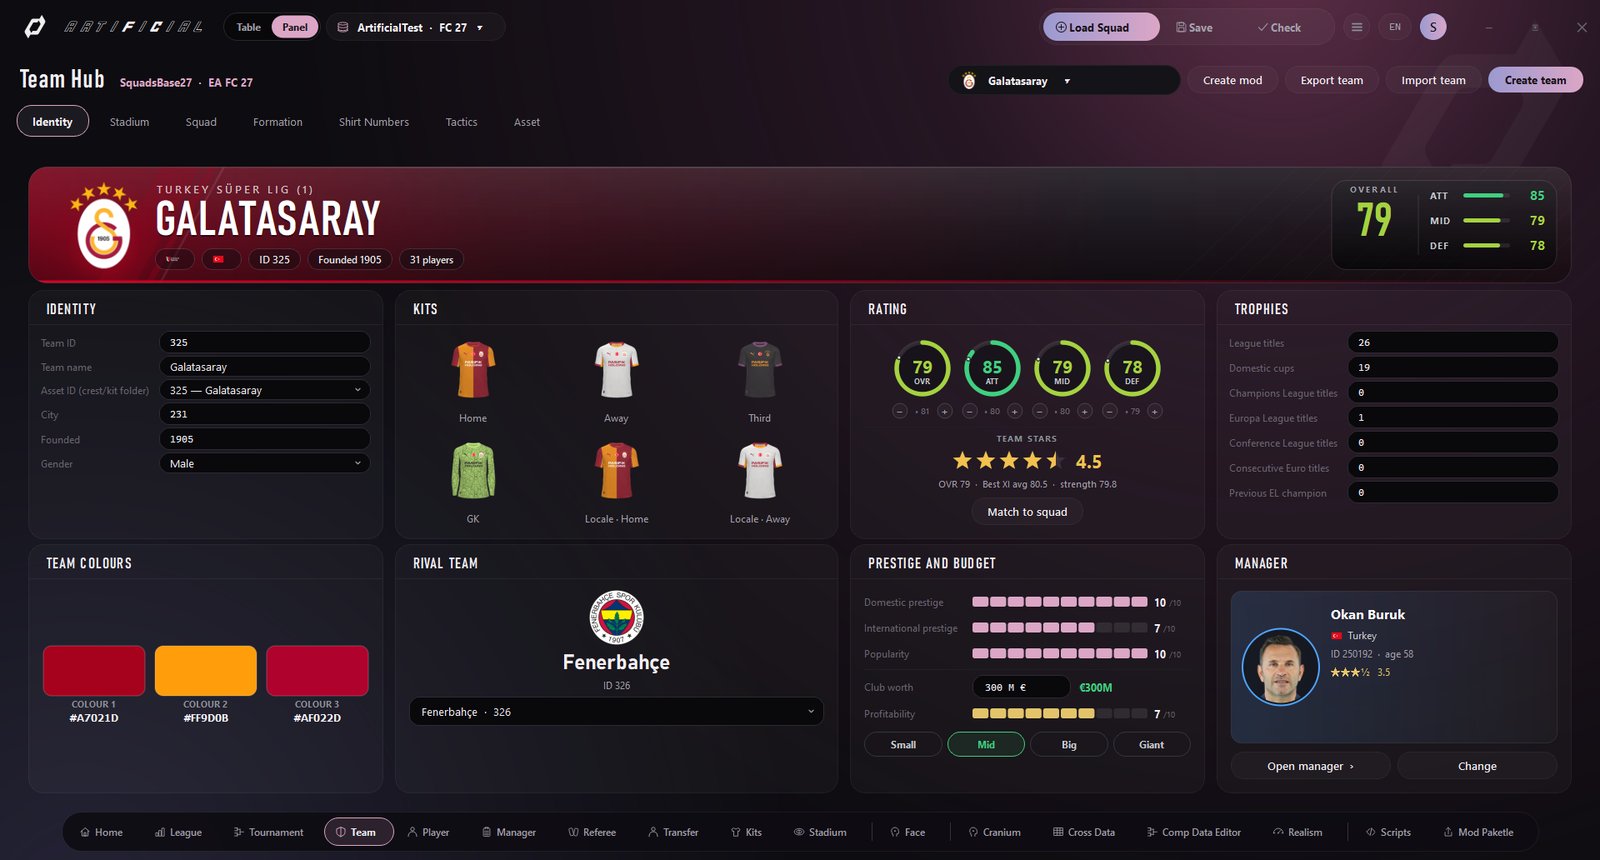 ARTIFICIAL
Table
Panel
ArtificialTest · FC 27
Load Squad
Save
Check
EN
S
Team Hub
SquadsBase27 · EA FC 27
Galatasaray
Create mod
Export team
Import team
Create team
Identity
Stadium
Squad
Formation
Shirt Numbers
Tactics
Asset
TURKEY SÜPER LIG (1)
GALATASARAY
1905
ID 325
Founded 1905
31 players
OVERALL
79
ATT 85
MID 79
DEF 78
IDENTITY
Team ID 325
Team name Galatasaray
Asset ID (crest/kit folder) 325 — Galatasaray
City 231
Founded 1905
Gender Male
KITS
Home
Away
Third
GK
Locale · Home
Locale · Away
RATING
79 OVR
85 ATT
79 MID
78 DEF
− • 81 +
− • 80 +
− • 80 +
− • 79 +
TEAM STARS
4.5
OVR 79 · Best XI avg 80.5 · strength 79.8
Match to squad
TROPHIES
League titles 26
Domestic cups 19
Champions League titles 0
Europa League titles 1
Conference League titles 0
Consecutive Euro titles 0
Previous EL champion 0
TEAM COLOURS
COLOUR 1
#A7021D
COLOUR 2
#FF9D0B
COLOUR 3
#AF022D
RIVAL TEAM
FENERBAHÇE SPOR KULÜBÜ
1907
Fenerbahçe
ID 326
Fenerbahçe · 326
PRESTIGE AND BUDGET
Domestic prestige 10 /10
International prestige 7 /10
Popularity 10 /10
Club worth 300 M € €300M
Profitability 7 /10
Small
Mid
Big
Giant
MANAGER
Okan Buruk
Turkey
ID 250192 · age 58
★★★½ 3.5
Open manager ›
Change
Home
League
Tournament
Team
Player
Manager
Referee
Transfer
Kits
Stadium
Face
Cranium
Cross Data
Comp Data Editor
Realism
Scripts
Mod Paketle